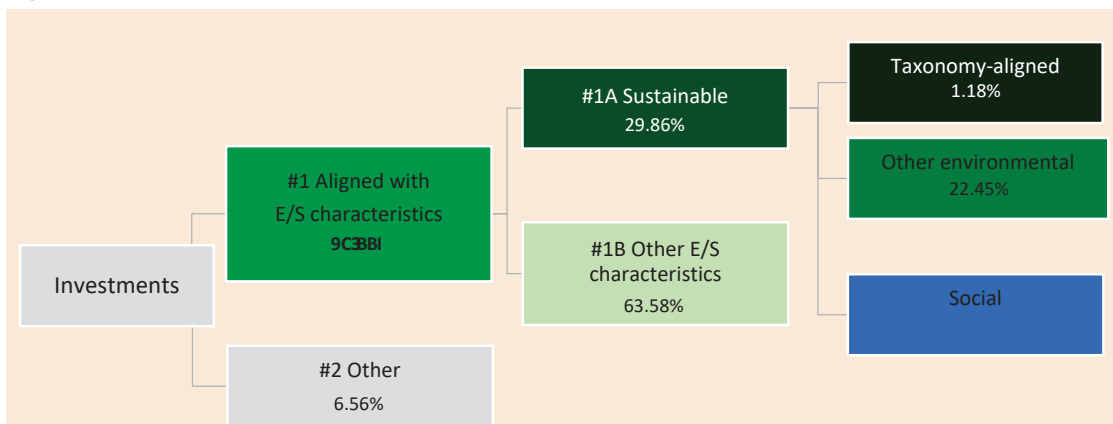 Investments
#1 Aligned with
E/S characteristics
#2 Other
6.56%
#1A Sustainable
29.86%
#1B Other E/S
characteristics
63.58%
Taxonomy-aligned
1.18%
Other environmental
22.45%
Social